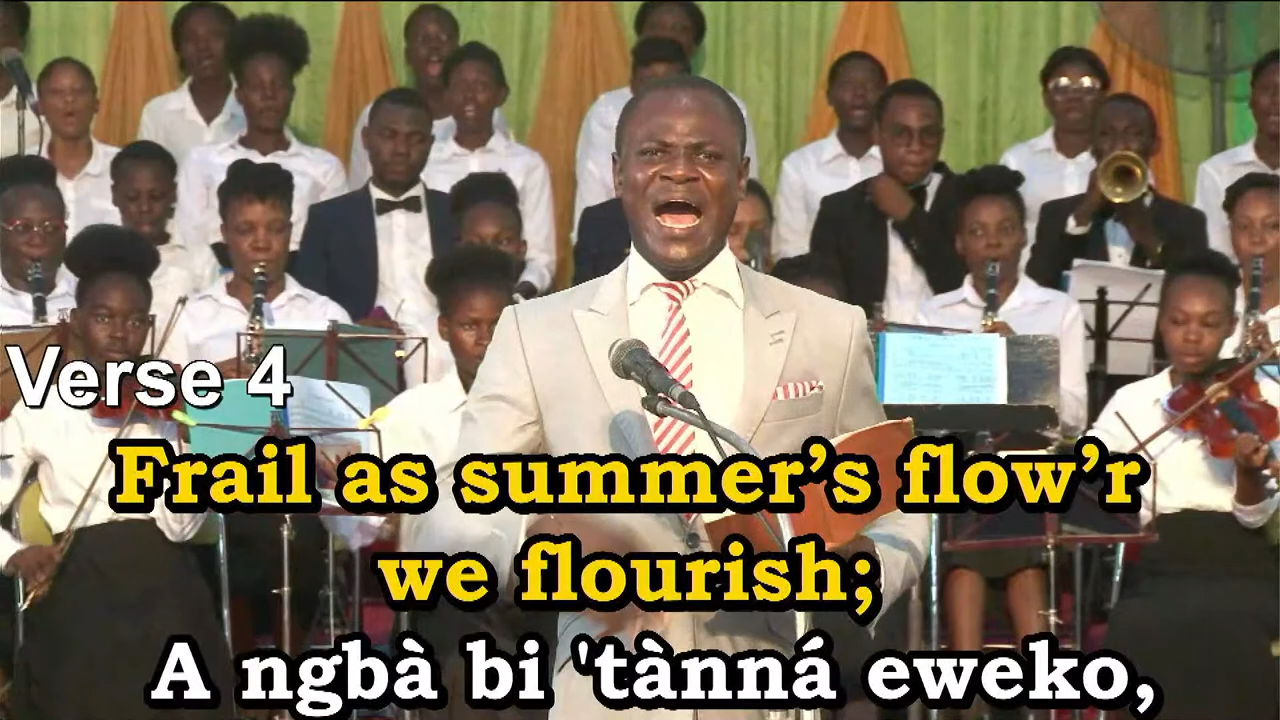 Verse 4
Frail as summer’s flow’r
we flourish;
A ngbà bi 'tànná eweko,